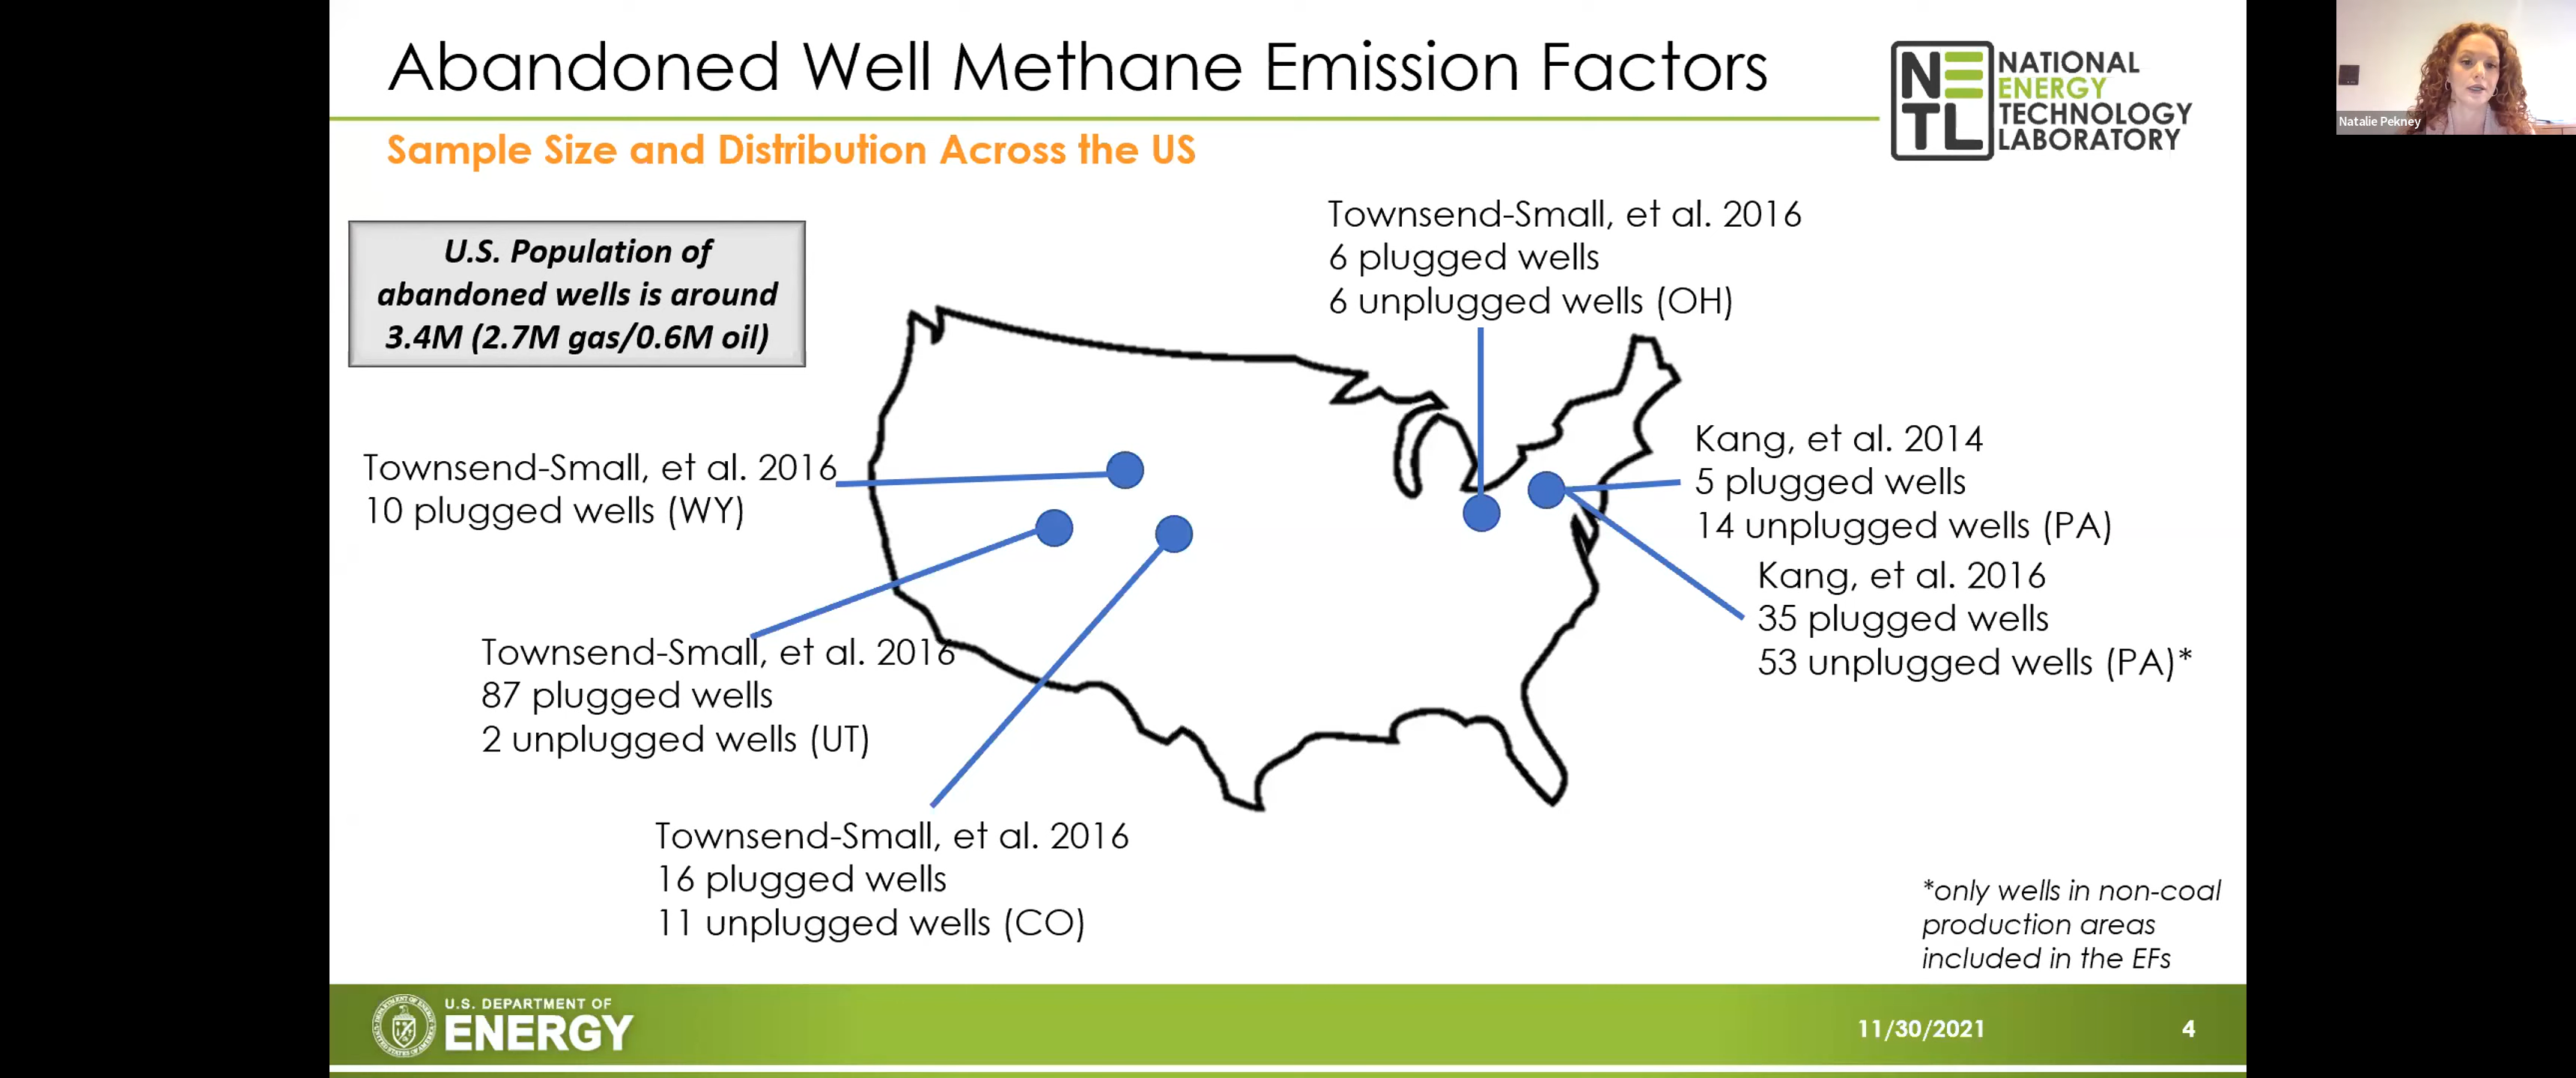 Abandoned Well Methane Emission Factors
NETL
NATIONAL
ENERGY
TECHNOLOGY
LABORATORY
Natalie Pekney
Sample Size and Distribution Across the US
U.S. Population of
abandoned wells is around
3.4M (2.7M gas/0.6M oil)
Townsend-Small, et al. 2016
6 plugged wells
6 unplugged wells (OH)
Townsend-Small, et al. 2016
10 plugged wells (WY)
Kang, et al. 2014
5 plugged wells
14 unplugged wells (PA)
Kang, et al. 2016
35 plugged wells
53 unplugged wells (PA)*
Townsend-Small, et al. 2016
87 plugged wells
2 unplugged wells (UT)
Townsend-Small, et al. 2016
16 plugged wells
11 unplugged wells (CO)
*only wells in non-coal
production areas
included in the EFs
U.S. DEPARTMENT OF
ENERGY
11/30/2021
4